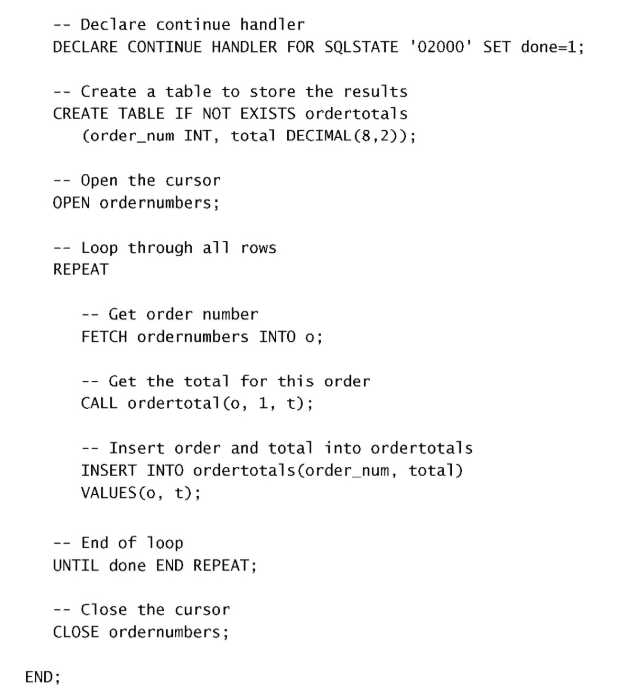 -- Declare continue handler
DECLARE CONTINUE HANDLER FOR SQLSTATE '02000' SET done=1;
-- Create a table to store the results
CREATE TABLE IF NOT EXISTS ordertotals
(order_num INT, total DECIMAL(8,2));
-- Open the cursor
OPEN ordernumbers;
-- Loop through all rows
REPEAT
-- Get order number
FETCH ordernumbers INTO o;
-- Get the total for this order
CALL ordertotal(o, 1, t);
-- Insert order and total into ordertotals
INSERT INTO ordertotals(order_num, total)
VALUES(o, t);
-- End of loop
UNTIL done END REPEAT;
-- Close the cursor
CLOSE ordernumbers;
END;